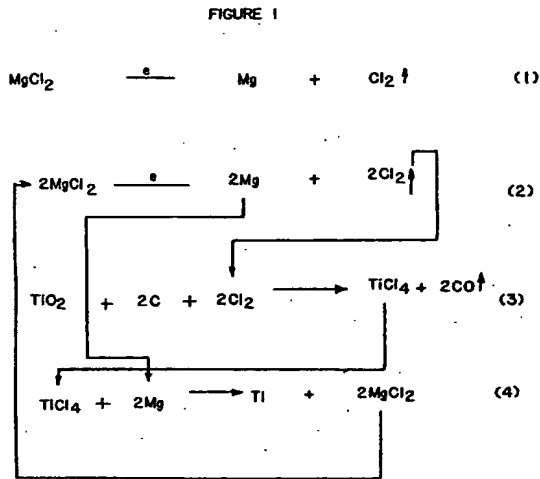 FIGURE 1
MgCl2 e Mg + Cl2 (1)
2MgCl2 e 2Mg + 2Cl2 (2)
TiO2 + 2C + 2Cl2 → TiCl4 + 2CO (3)
TiCl4 + 2Mg → Ti + 2MgCl2 (4)